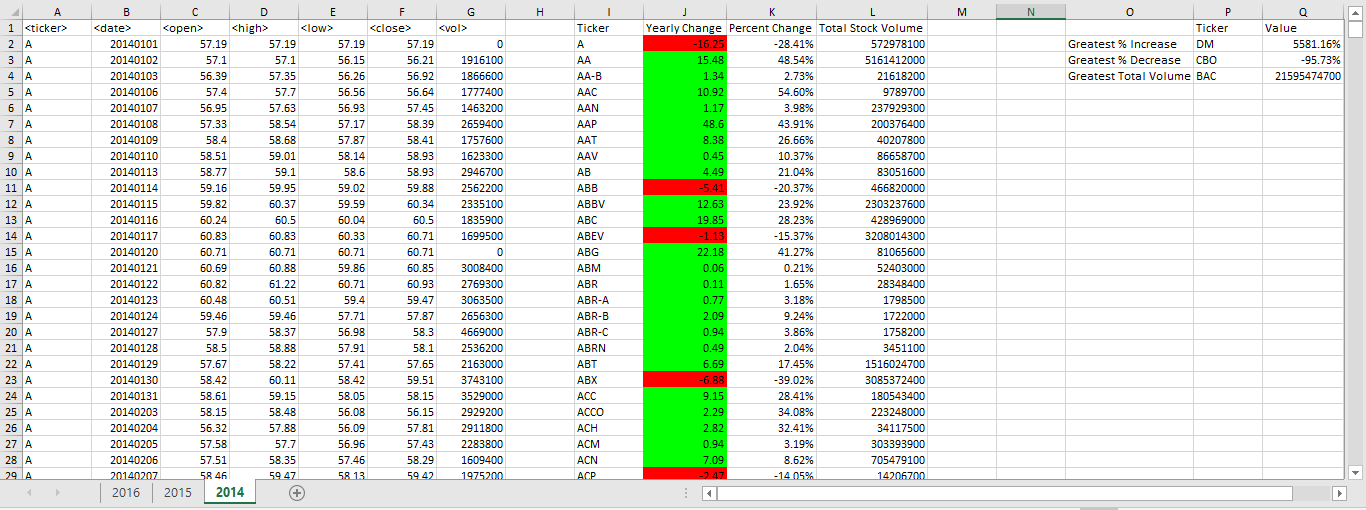 A B C D E F G H I J K L M N O P Q
1 <ticker> <date> <open> <high> <low> <close> <vol> Ticker Yearly Change Percent Change Total Stock Volume Ticker Value
2 A 20140101 57.19 57.19 57.19 57.19 0 A -16.25 -28.41% 572978100 Greatest % Increase DM 5581.16%
3 A 20140102 57.1 57.1 56.15 56.21 1916100 AA 15.48 48.54% 5161412000 Greatest % Decrease CBO -95.73%
4 A 20140103 56.39 57.35 56.26 56.92 1866600 AA-B 1.34 2.73% 21618200 Greatest Total Volume BAC 21595474700
5 A 20140106 57.4 57.7 56.56 56.64 1777400 AAC 10.92 54.60% 9789700
6 A 20140107 56.95 57.63 56.93 57.45 1463200 AAN 1.17 3.98% 237929300
7 A 20140108 57.33 58.54 57.17 58.39 2659400 AAP 48.6 43.91% 200376400
8 A 20140109 58.4 58.68 57.87 58.41 1757600 AAT 8.38 26.66% 40207800
9 A 20140110 58.51 59.01 58.14 58.93 1623300 AAV 0.45 10.37% 86658700
10 A 20140113 58.77 59.1 58.6 58.93 2946700 AB 4.49 21.04% 83051600
11 A 20140114 59.16 59.95 59.02 59.88 2562200 ABB -5.41 -20.37% 466820000
12 A 20140115 59.82 60.37 59.59 60.34 2335100 ABBV 12.63 23.92% 2303237600
13 A 20140116 60.24 60.5 60.04 60.5 1835900 ABC 19.85 28.23% 428969000
14 A 20140117 60.83 60.83 60.33 60.71 1699500 ABEV -1.13 -15.37% 3208014300
15 A 20140120 60.71 60.71 60.71 60.71 0 ABG 22.18 41.27% 81065600
16 A 20140121 60.69 60.88 59.86 60.85 3008400 ABM 0.06 0.21% 52403000
17 A 20140122 60.82 61.22 60.71 60.93 2769300 ABR 0.11 1.65% 28348400
18 A 20140123 60.48 60.51 59.4 59.47 3063500 ABR-A 0.77 3.18% 1798500
19 A 20140124 59.46 59.46 57.71 57.87 2656300 ABR-B 2.09 9.24% 1722000
20 A 20140127 57.9 58.37 56.98 58.3 4669000 ABR-C 0.94 3.86% 1758200
21 A 20140128 58.5 58.88 57.91 58.1 2536200 ABRN 0.49 2.04% 3451100
22 A 20140129 57.67 58.22 57.41 57.65 2163000 ABT 6.69 17.45% 1516024700
23 A 20140130 58.42 60.11 58.42 59.51 3743100 ABX -6.88 -39.02% 3085372400
24 A 20140131 58.61 59.15 58.05 58.15 3529000 ACC 9.15 28.41% 180543400
25 A 20140203 58.15 58.48 56.08 56.15 2929200 ACCO 2.29 34.08% 223248000
26 A 20140204 56.32 57.88 56.09 57.81 2911800 ACH 2.82 32.41% 34117500
27 A 20140205 57.58 57.7 56.96 57.43 2283800 ACM 0.94 3.19% 303393900
28 A 20140206 57.51 58.35 57.46 58.29 1609400 ACN 7.09 8.62% 705479100
29 A 20140207 58.46 59.47 58.13 59.42 1975200 ACP -2.47 -14.05% 14206700
2016 2015 2014